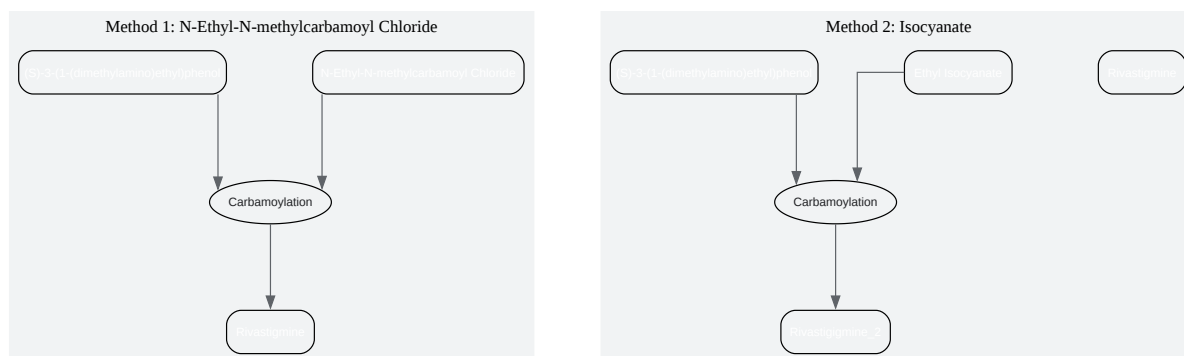 Method 1: N-Ethyl-N-methylcarbamoyl Chloride
(S)-3-(1-(dimethylamino)ethyl)phenol
N-Ethyl-N-methylcarbamoyl Chloride
Carbamoylation
Rivastigmine
Method 2: Isocyanate
(S)-3-(1-(dimethylamino)ethyl)phenol
Ethyl isocyanate
Rivastigmine
Carbamoylation